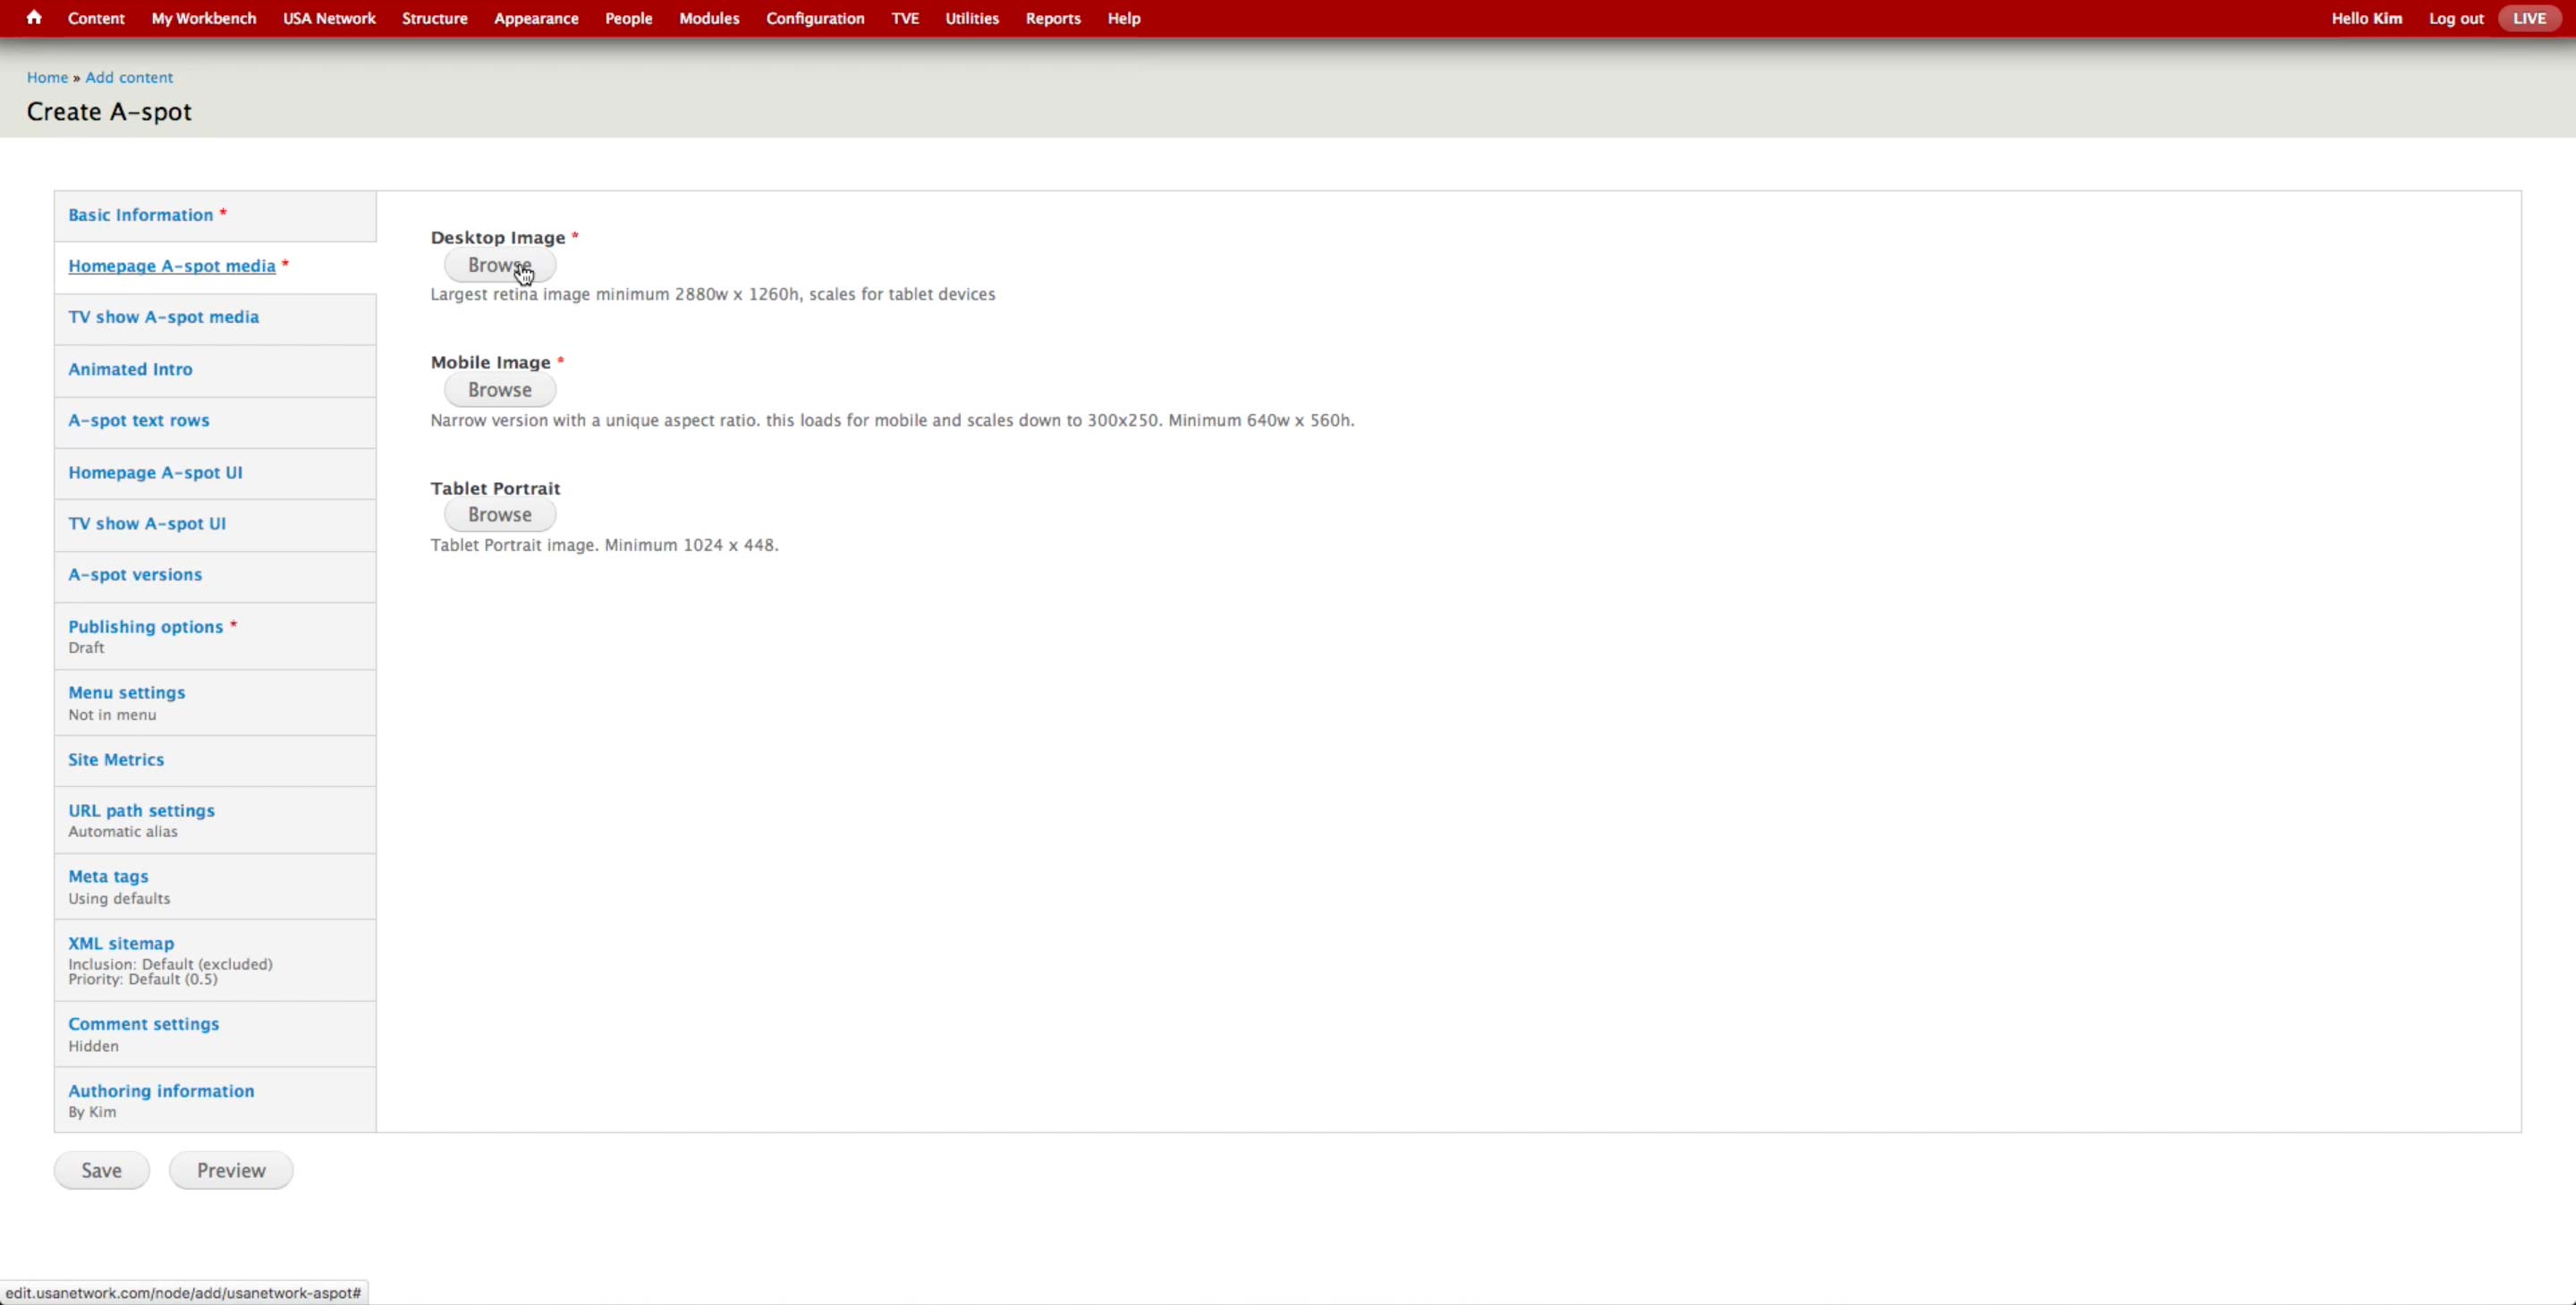 Content My Workbench USA Network Structure Appearance People Modules Configuration TVE Utilities Reports Help Hello Kim Log out LIVE
Home » Add content
Create A-spot
Basic Information *
Homepage A-spot media *
TV show A-spot media
Animated Intro
A-spot text rows
Homepage A-spot UI
TV show A-spot UI
A-spot versions
Publishing options *
Draft
Menu settings
Not in menu
Site Metrics
URL path settings
Automatic alias
Meta tags
Using defaults
XML sitemap
Inclusion: Default (excluded)
Priority: Default (0.5)
Comment settings
Hidden
Authoring information
By Kim
Desktop Image *
Browse
Largest retina image minimum 2880w x 1260h, scales for tablet devices
Mobile Image *
Browse
Narrow version with a unique aspect ratio. this loads for mobile and scales down to 300x250. Minimum 640w x 560h.
Tablet Portrait
Browse
Tablet Portrait image. Minimum 1024 x 448.
Save Preview
edit.usanetwork.com/node/add/usanetwork-aspot#